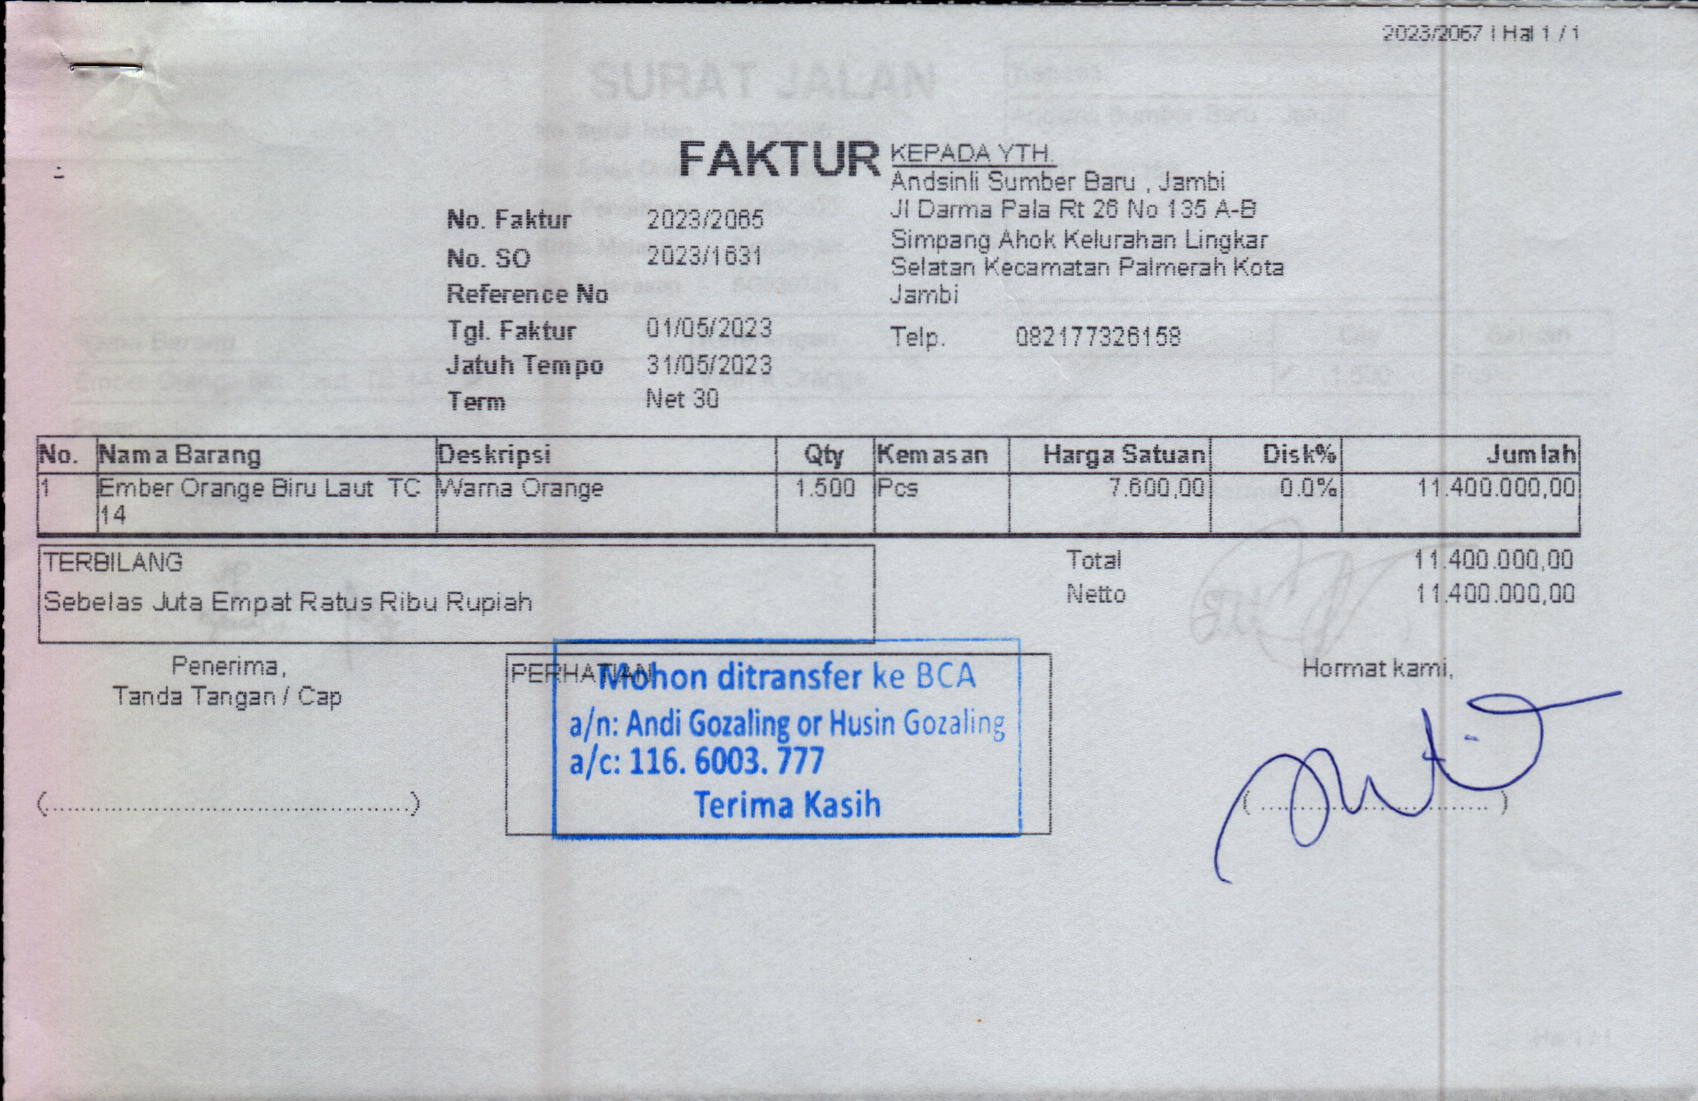 2023/2067 | Hal 1 / 1
FAKTUR
KEPADA YTH.
Andsinli Sumber Baru , Jambi
Jl Darma Pala Rt 26 No 135 A-B
Simpang Ahok Kelurahan Lingkar
Selatan Kecamatan Palmerah Kota
Jambi
Telp. 082177326158
No. Faktur 2023/2065
No. SO 2023/1631
Reference No
Tgl. Faktur 01/05/2023
Jatuh Tempo 31/05/2023
Term Net 30
No. Nama Barang Deskripsi Qty Kemasan Harga Satuan Disk% Jumlah
1 Ember Orange Biru Laut TC Warna Orange 1.500 Pcs 7.600,00 0.0% 11.400.000,00
14
TERBILANG
Sebelas Juta Empat Ratus Ribu Rupiah
Total 11.400.000,00
Netto 11.400.000,00
Penerima,
Tanda Tangan / Cap
(..........................................)
PERHATIAN
Mohon ditransfer ke BCA
a/n: Andi Gozaling or Husin Gozaling
a/c: 116. 6003. 777
Terima Kasih
Hormat kami,
(..........................)
SURAT JALAN